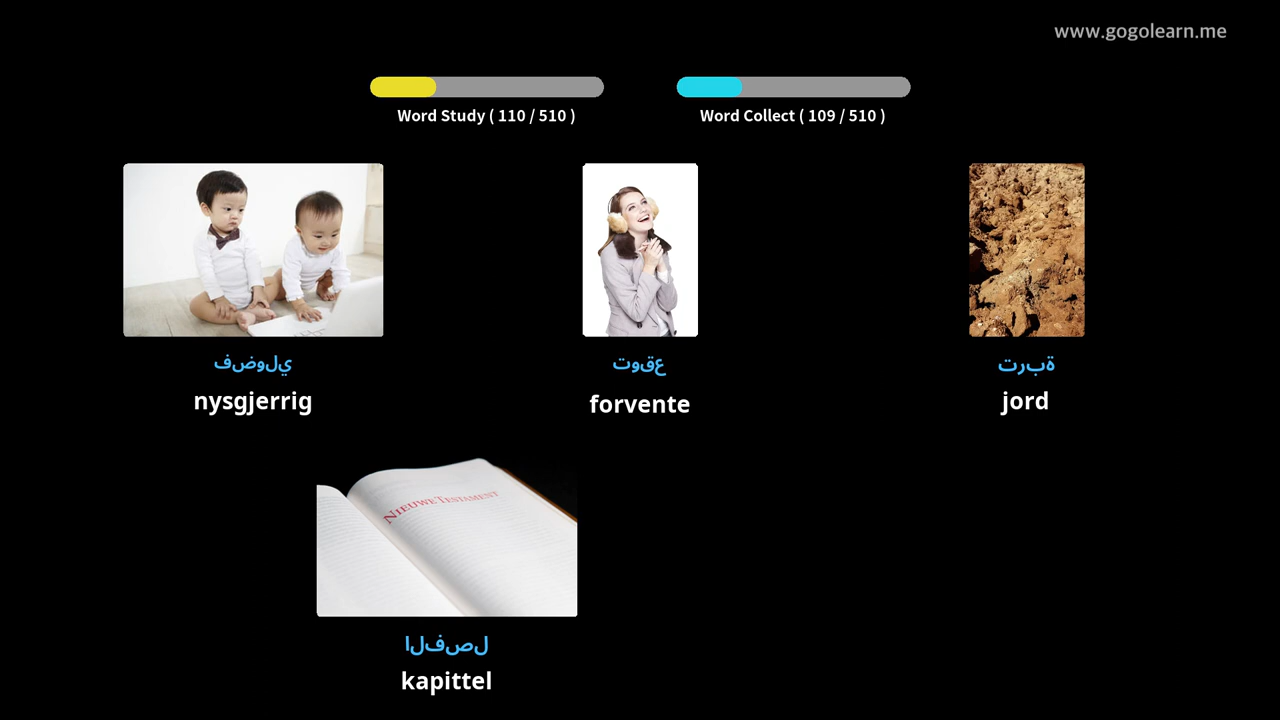 www.gogolearn.me
Word Study ( 110 / 510 )
Word Collect ( 109 / 510 )
فضولي
توقع
تربة
nysgjerrig
forvente
jord
NIEUWE TESTAMENT
الفصل
kapittel